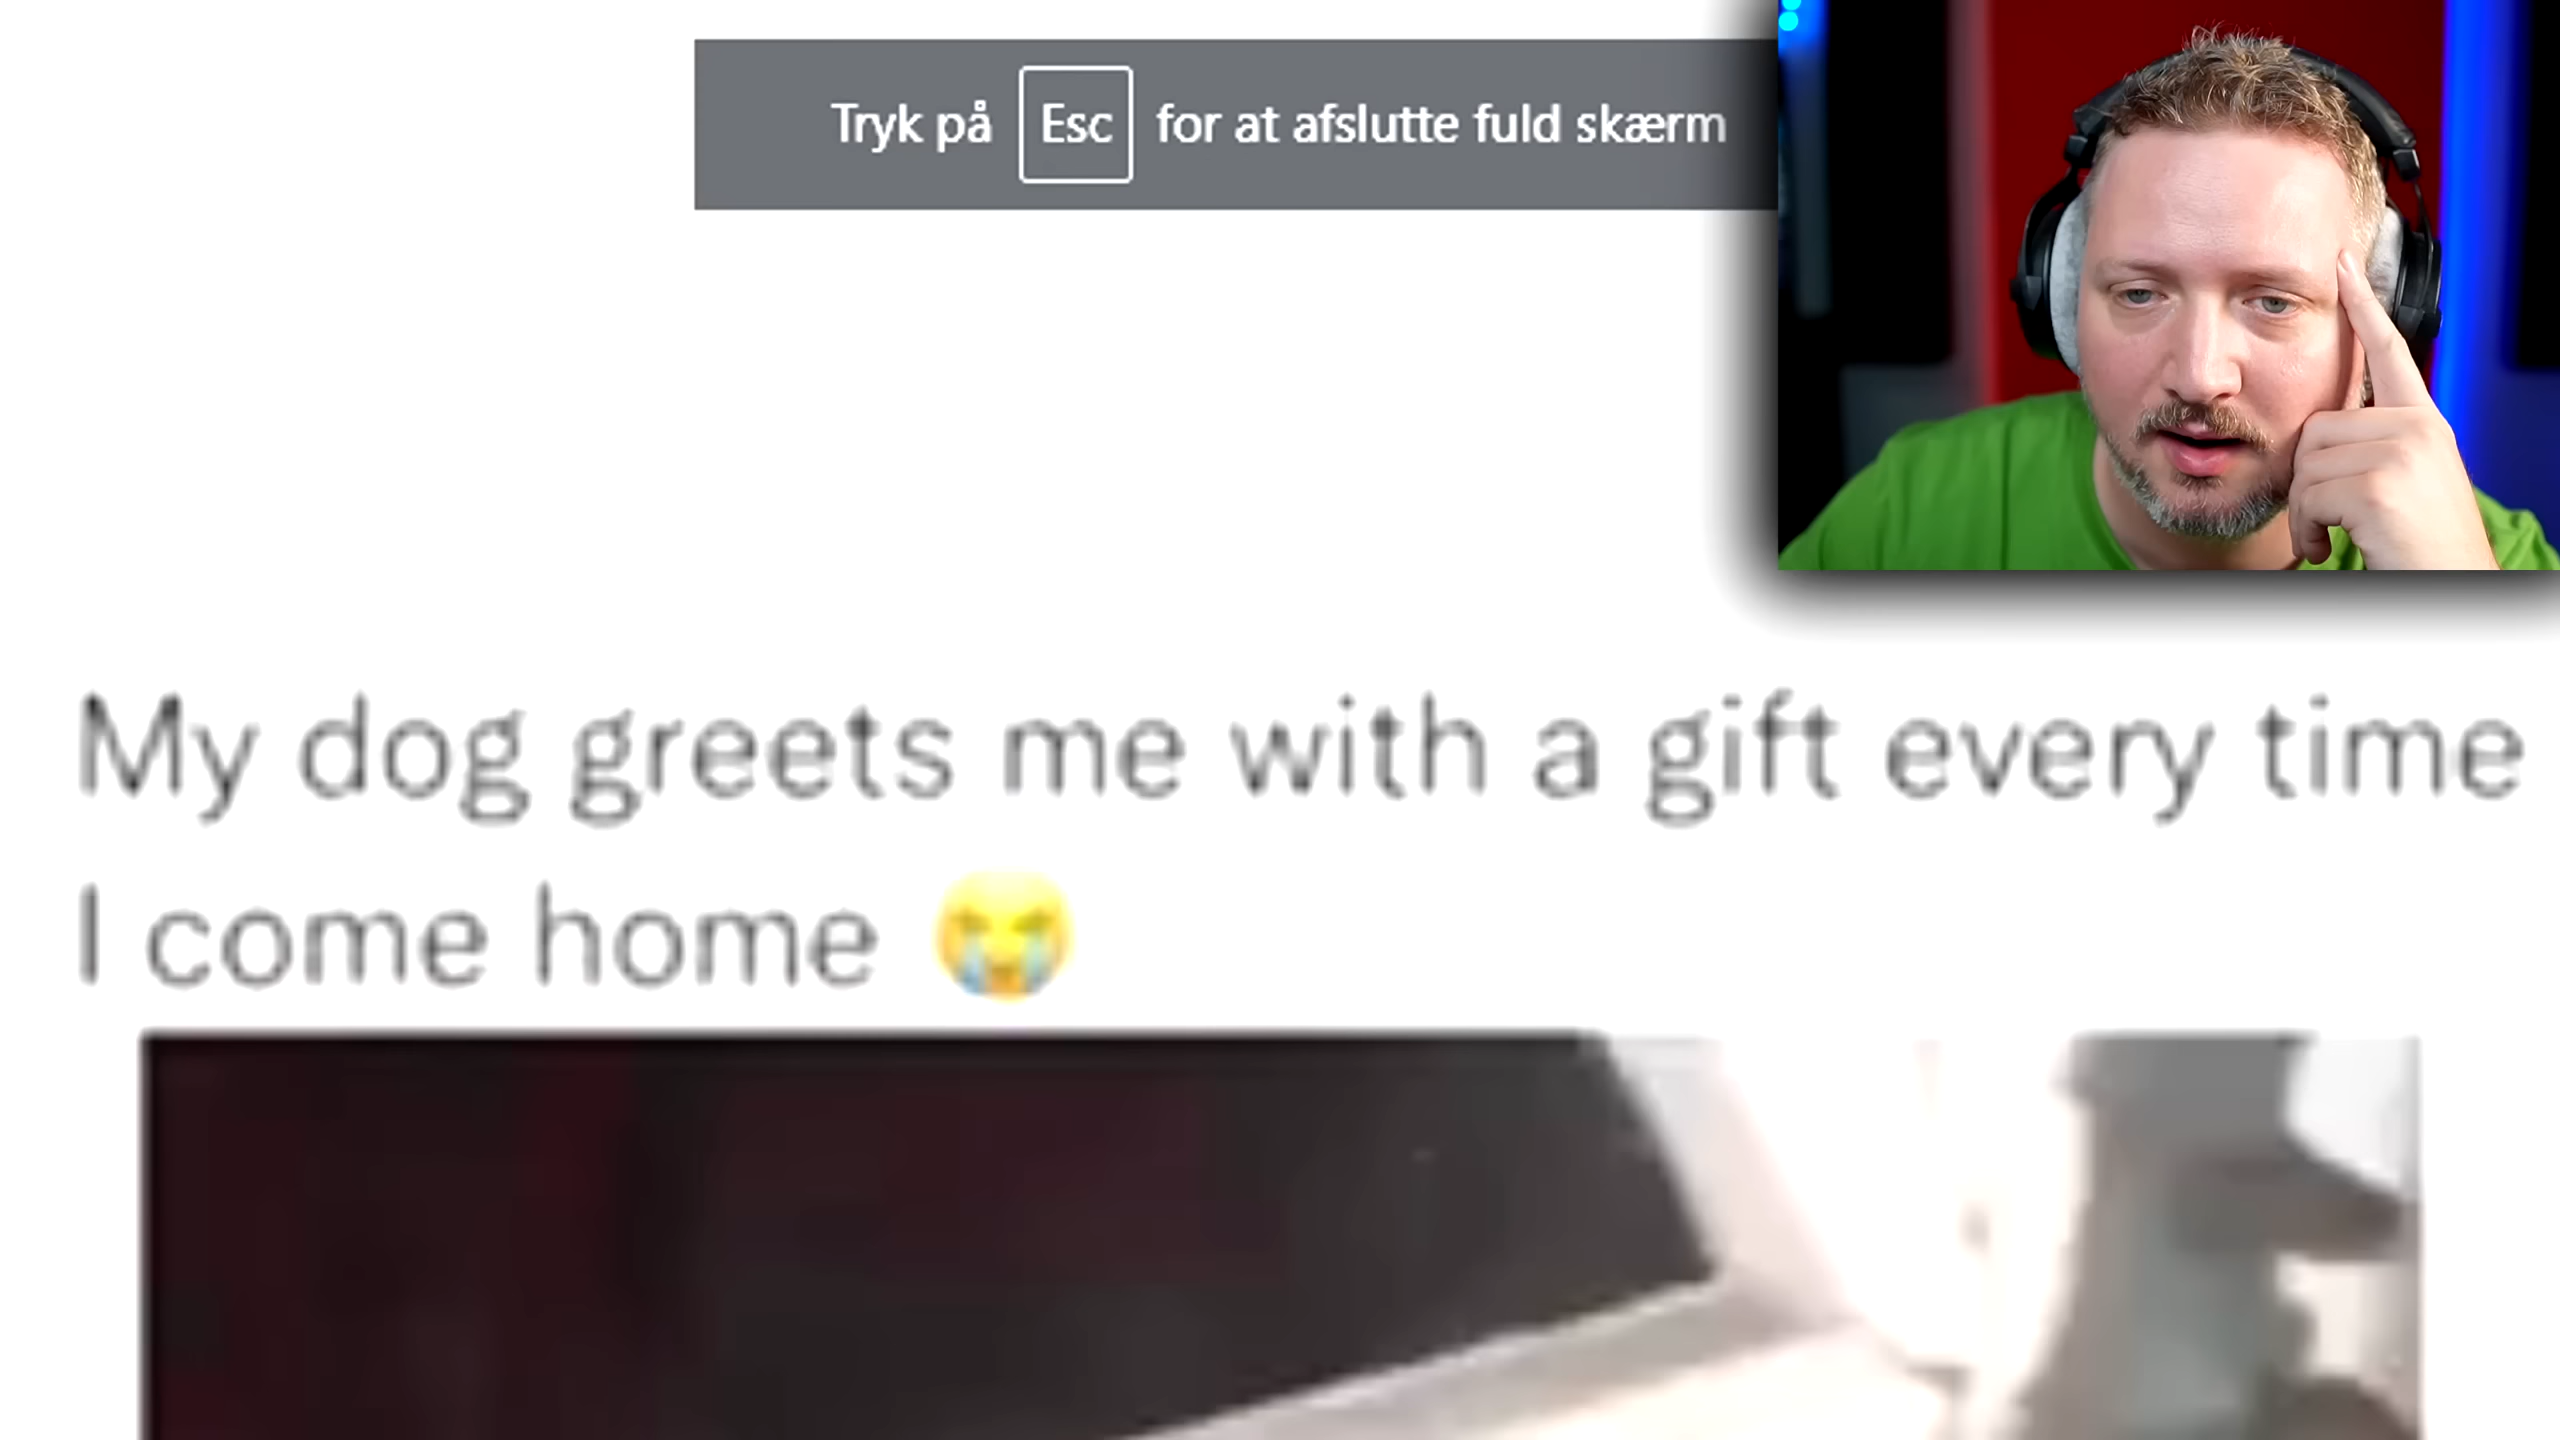 Tryk på Esc for at afslutte fuld skærm
My dog greets me with a gift every time
I come home 😭